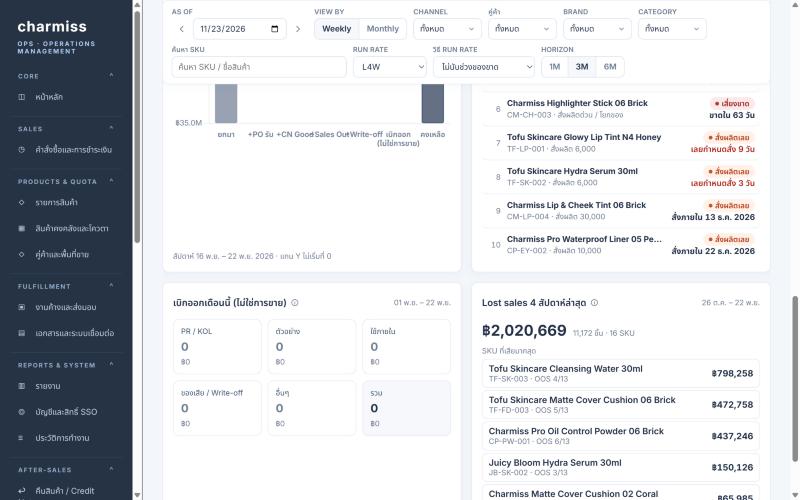 charmiss
OPS · OPERATIONS
MANAGEMENT
CORE
หน้าหลัก
SALES
คำสั่งซื้อและการชำระเงิน
PRODUCTS & QUOTA
รายการสินค้า
สินค้าคงคลังและโควตา
คู่ค้าและพื้นที่ขาย
FULFILLMENT
งานค้างและส่งมอบ
เอกสารและระบบเชื่อมต่อ
REPORTS & SYSTEM
รายงาน
บัญชีและสิทธิ์ SSO
ประวัติการทำงาน
AFTER-SALES
คืนสินค้า / Credit
AS OF
11/23/2026
VIEW BY
Weekly Monthly
CHANNEL
ทั้งหมด
คู่ค้า
ทั้งหมด
BRAND
ทั้งหมด
CATEGORY
ทั้งหมด
ค้นหา SKU
ค้นหา SKU / ชื่อสินค้า
RUN RATE
L4W
วิธี RUN RATE
ไม่นับช่วงของขาด
HORIZON
1M 3M 6M
฿35.0M
ยกมา +PO รับ +CN Good −Sales Out −Write-off เบิกออก คงเหลือ
(ไม่ใช่การขาย)
สัปดาห์ 16 พ.ย. – 22 พ.ย. 2026 · แกน Y ไม่เริ่มที่ 0
6 Charmiss Highlighter Stick 06 Brick เสี่ยงขาด
CM-CH-003 · สั่งผลิตด่วน / โยกของ ขาดใน 63 วัน
7 Tofu Skincare Glowy Lip Tint N4 Honey สั่งผลิตเลย
TF-LP-001 · สั่งผลิต 6,000 เลยกำหนดสั่ง 9 วัน
8 Tofu Skincare Hydra Serum 30ml สั่งผลิตเลย
TF-SK-002 · สั่งผลิต 6,000 เลยกำหนดสั่ง 3 วัน
9 Charmiss Lip & Cheek Tint 06 Brick สั่งผลิตเลย
CM-LP-004 · สั่งผลิต 30,000 สั่งภายใน 13 ธ.ค. 2026
10 Charmiss Pro Waterproof Liner 05 Pe... สั่งผลิตเลย
CP-EY-002 · สั่งผลิต 10,000 สั่งภายใน 22 ธ.ค. 2026
เบิกออกเดือนนี้ (ไม่ใช่การขาย) 01 พ.ย. – 22 พ.ย.
PR / KOL
0
฿0
ตัวอย่าง
0
฿0
ใช้ภายใน
0
฿0
ของเสีย / Write-off
0
฿0
อื่นๆ
0
฿0
รวม
0
฿0
Lost sales 4 สัปดาห์ล่าสุด 26 ต.ค. – 22 พ.ย.
฿2,020,669 11,172 ชิ้น · 16 SKU
SKU ที่เสียมากสุด
Tofu Skincare Cleansing Water 30ml
TF-SK-003 · OOS 4/13
฿798,258
Tofu Skincare Matte Cover Cushion 06 Brick
TF-FD-003 · OOS 5/13
฿472,758
Charmiss Pro Oil Control Powder 06 Brick
CP-PW-001 · OOS 6/13
฿437,246
Juicy Bloom Hydra Serum 30ml
JB-SK-002 · OOS 3/13
฿150,126
Charmiss Matte Cover Cushion 02 Coral
฿65,985